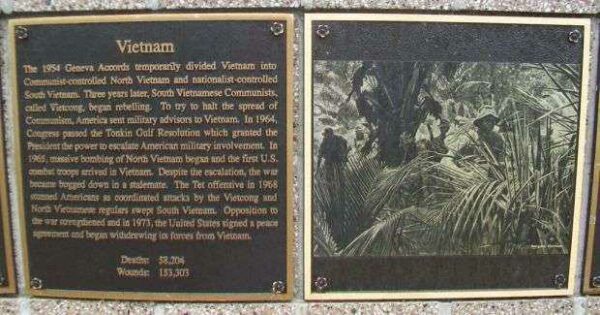 Vietnam
The 1954 Geneva Accords temporarily divided Vietnam into
Communist-controlled North Vietnam and nationalist-controlled
South Vietnam. Three years later, South Vietnamese Communists,
called Vietcong, began rebelling. To try to halt the spread of
Communism, America sent military advisors to Vietnam. In 1964,
Congress passed the Tonkin Gulf Resolution which granted the
President the power to escalate American military involvement. In
1965, massive bombing of North Vietnam began and the first U.S.
combat troops arrived in Vietnam. Despite the escalation, the war
became bogged down in a stalemate. The Tet offensive in 1968
stunned Americans as coordinated attacks by the Vietcong and
North Vietnamese regulars swept South Vietnam. Opposition to
the war strengthened and in 1973, the United States signed a peace
agreement and began withdrawing its forces from Vietnam.
Deaths: 58,204
Wounds: 153,303